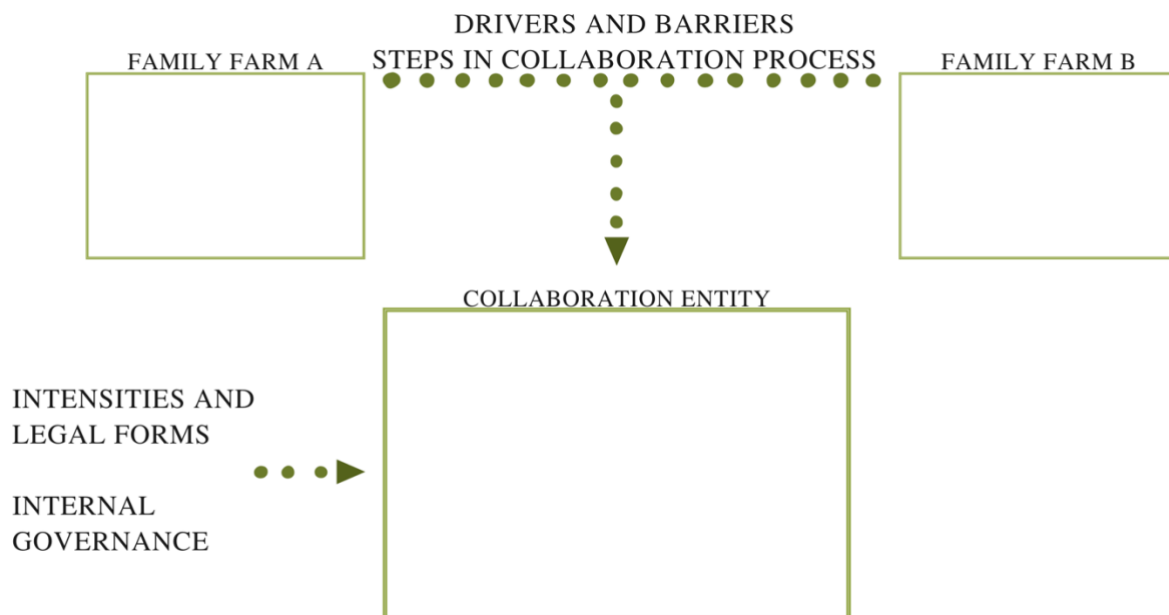 DRIVERS AND BARRIERS
STEPS IN COLLABORATION PROCESS
FAMILY FARM A
FAMILY FARM B
COLLABORATION ENTITY
INTENSITIES AND
LEGAL FORMS
INTERNAL
GOVERNANCE